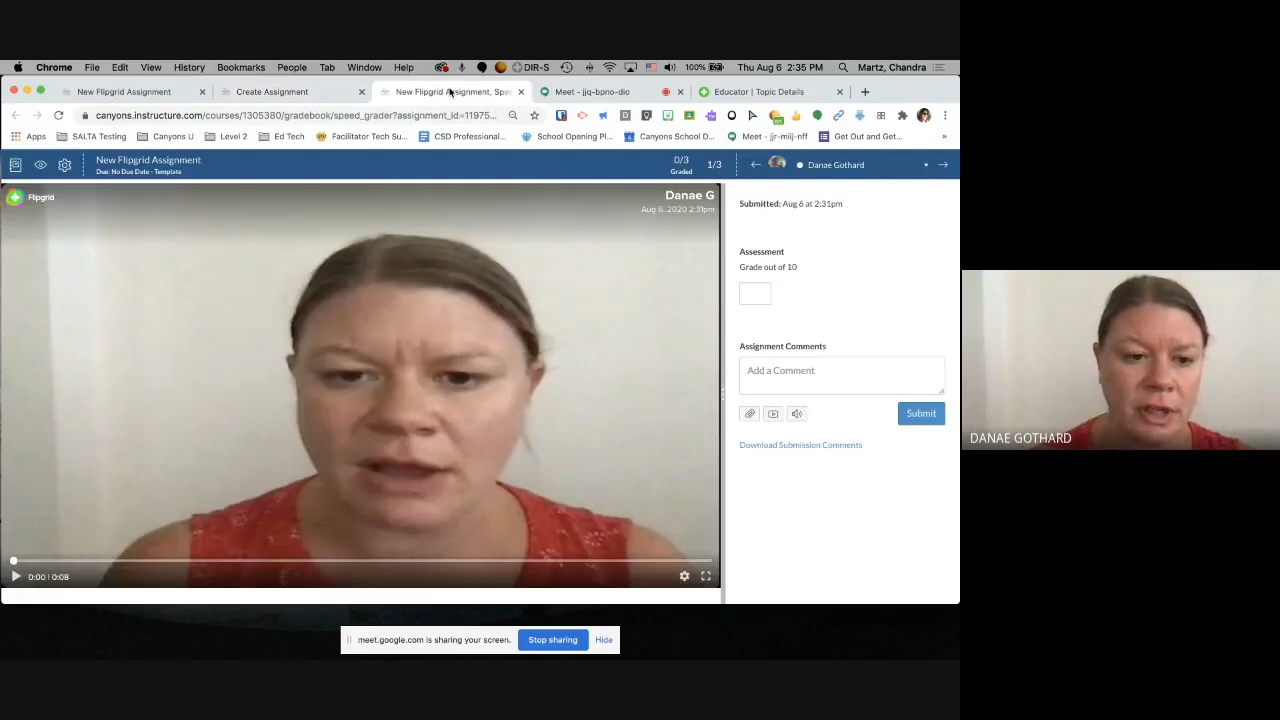 Chrome File Edit View History Bookmarks People Tab Window Help DIR-S 100% Thu Aug 6 2:35 PM Martz, Chandra
New Flipgrid Assignment Create Assignment New Flipgrid Assignment, Spee Meet - jjq-bpno-dio Educator | Topic Details
canyons.instructure.com/courses/1305380/gradebook/speed_grader?assignment_id=11975...
Apps SALTA Testing Canyons U Level 2 Ed Tech Facilitator Tech Su... CSD Professional... School Opening Pl... Canyons School D... Meet - jjr-miij-nff Get Out and Get... »
New Flipgrid Assignment
Due: No Due Date - Template
0/3
Graded
1/3
Danae Gothard
Flipgrid
Danae G
Aug 6, 2020 2:31pm
0:00 | 0:08
Submitted: Aug 6 at 2:31pm
Assessment
Grade out of 10
Assignment Comments
Add a Comment
Submit
Download Submission Comments
DANAE GOTHARD
meet.google.com is sharing your screen. Stop sharing Hide